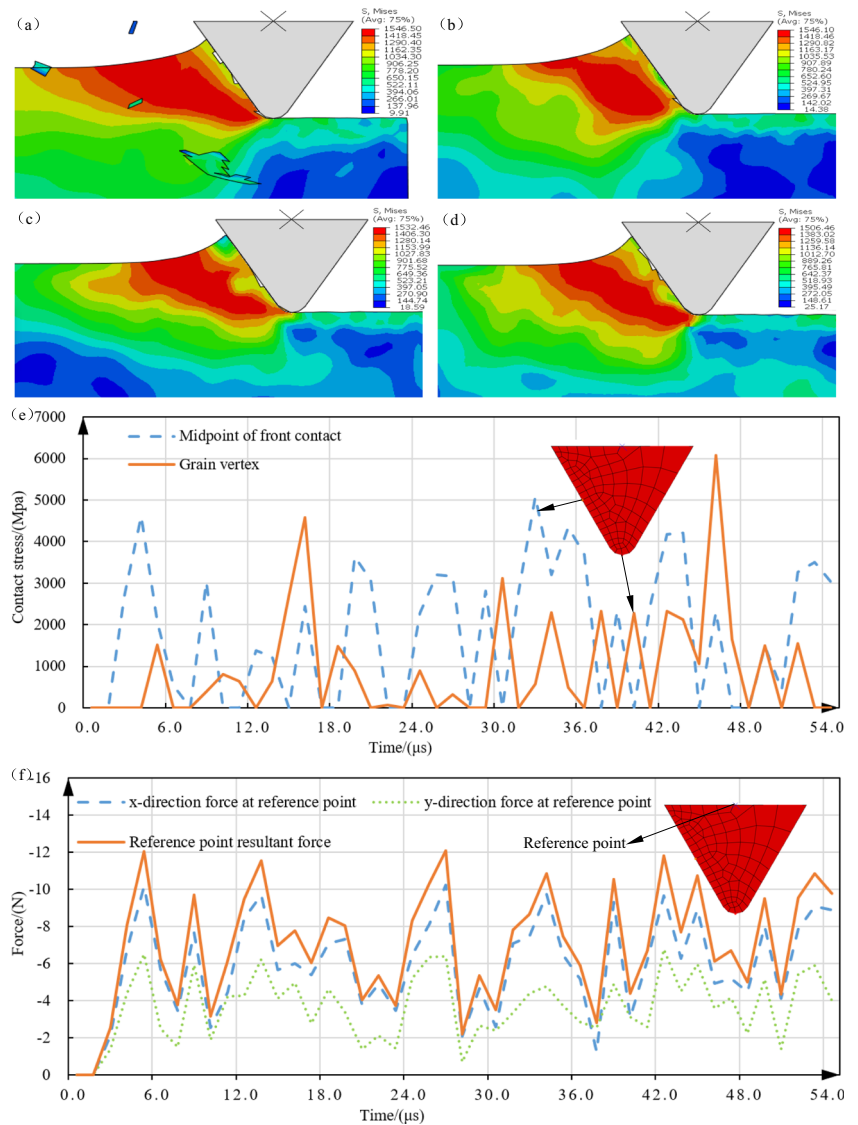 (a)
S, Mises
(Avg: 75%)
1546.50
1418.45
1290.40
1162.35
1034.30
906.25
778.20
650.15
522.11
394.06
266.01
137.96
9.91
(b)
S, Mises
(Avg: 75%)
1546.10
1418.46
1290.82
1163.17
1035.53
907.89
780.24
652.60
524.95
397.31
269.67
142.02
14.38
(c)
S, Mises
(Avg: 75%)
1532.46
1406.30
1280.14
1153.99
1027.83
901.68
775.52
649.36
523.21
397.05
270.90
144.74
18.59
(d)
S, Mises
(Avg: 75%)
1506.46
1383.02
1259.58
1136.14
1012.70
889.26
765.81
642.37
518.93
395.49
272.05
148.61
25.17
(e)
7000
6000
5000
4000
3000
2000
1000
0
Contact stress/(Mpa)
Midpoint of front contact
Grain vertex
0.0 6.0 12.0 18.0 24.0 30.0 36.0 42.0 48.0 54.0
Time/(μs)
(f)
-16
-14
-12
-10
-8
-6
-4
-2
0
Force/(N)
x-direction force at reference point
y-direction force at reference point
Reference point resultant force
Reference point
0.0 6.0 12.0 18.0 24.0 30.0 36.0 42.0 48.0 54.0
Time/(μs)